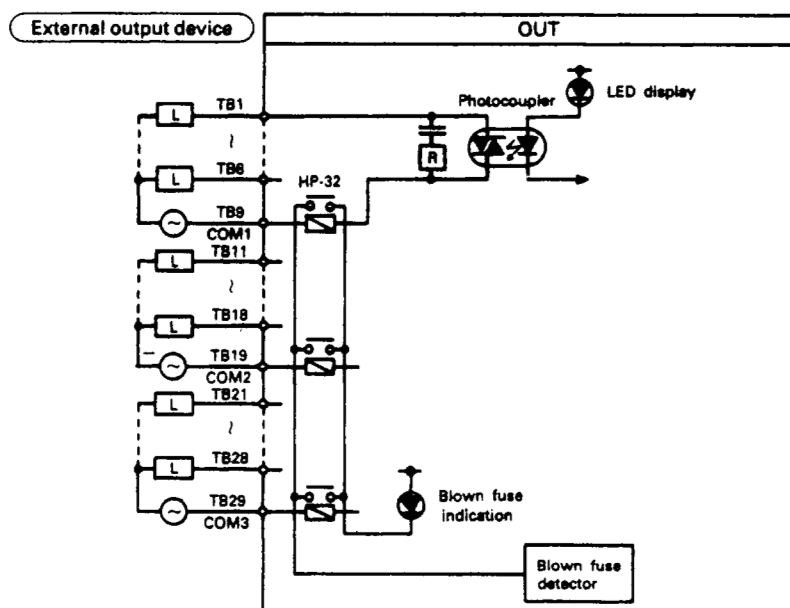 External output device
OUT
TB1
L
Photocoupler
LED display
R
TB6
L
HP-32
TB9
COM1
TB11
L
TB18
L
TB19
COM2
TB21
L
TB28
L
TB29
COM3
Blown fuse
indication
Blown fuse
detector